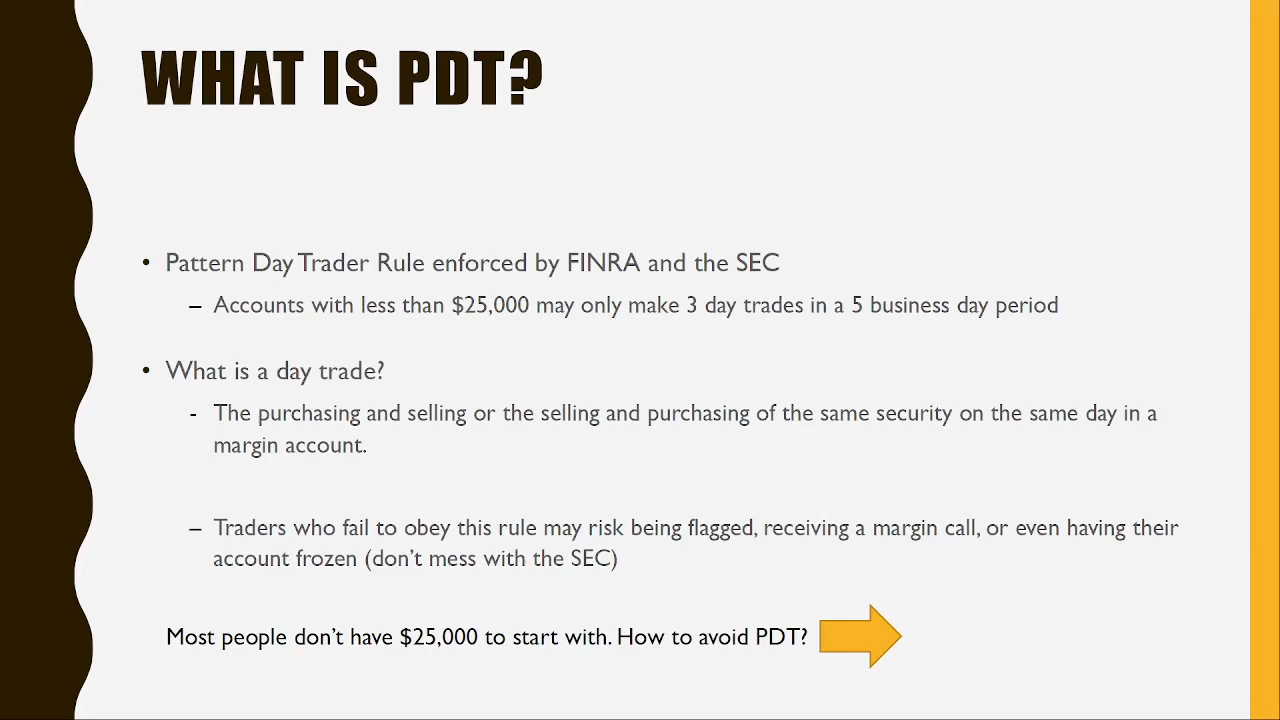 WHAT IS PDT?
• Pattern Day Trader Rule enforced by FINRA and the SEC
– Accounts with less than $25,000 may only make 3 day trades in a 5 business day period
• What is a day trade?
- The purchasing and selling or the selling and purchasing of the same security on the same day in a
margin account.
– Traders who fail to obey this rule may risk being flagged, receiving a margin call, or even having their
account frozen (don’t mess with the SEC)
Most people don’t have $25,000 to start with. How to avoid PDT?